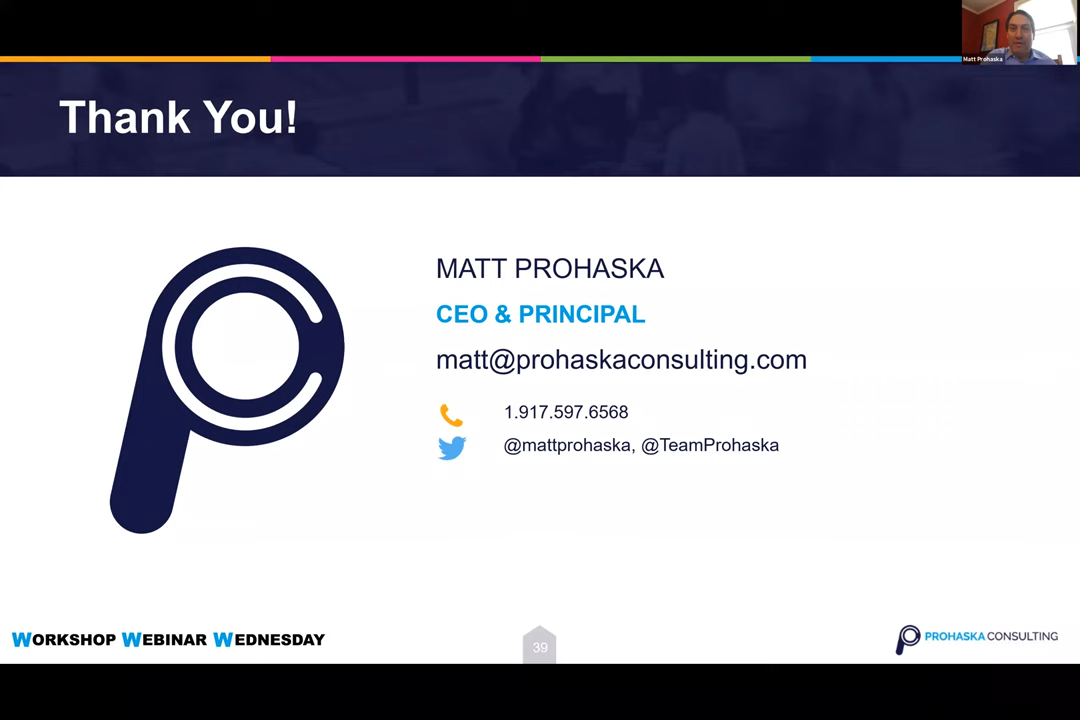 Matt Prohaska
Thank You!
MATT PROHASKA
CEO & PRINCIPAL
matt@prohaskaconsulting.com
1.917.597.6568
@mattprohaska, @TeamProhaska
WORKSHOP WEBINAR WEDNESDAY
39
PROHASKA CONSULTING